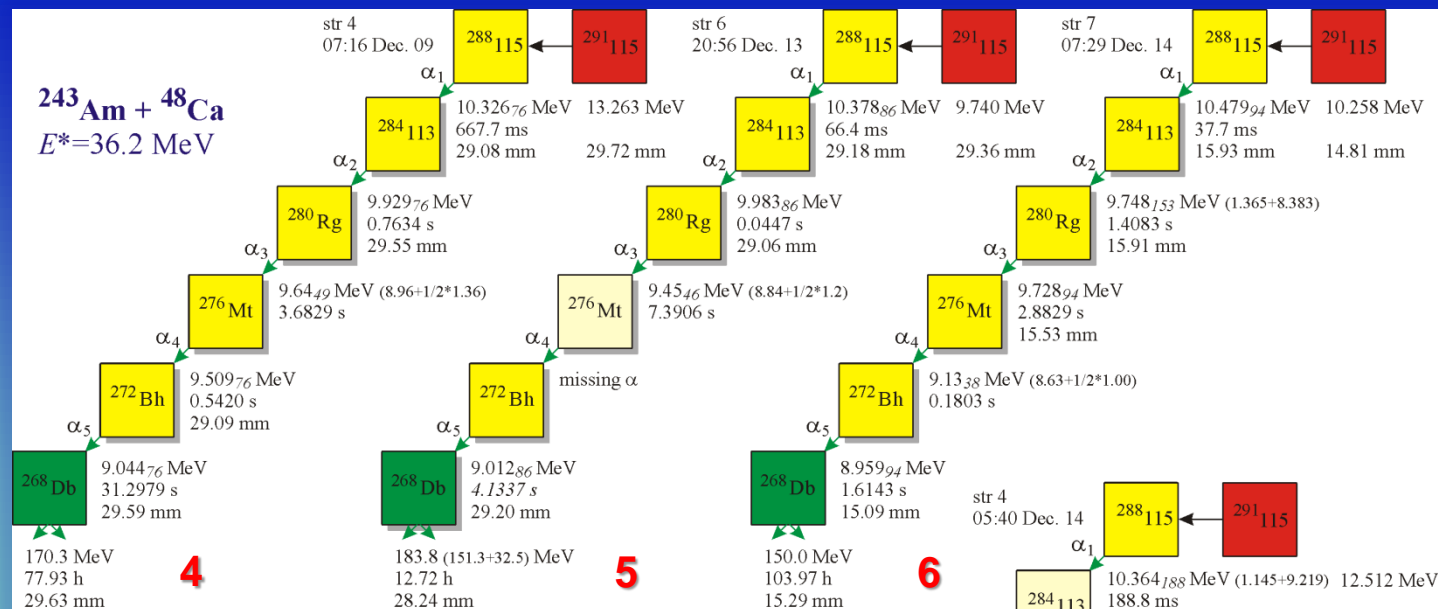 ²⁴³Am + ⁴⁸Ca
E*=36.2 MeV
str 4
07:16 Dec. 09
²⁸⁸115
²⁹¹115
α₁
10.326₇₆ MeV
667.7 ms
29.08 mm
13.263 MeV
29.72 mm
²⁸⁴113
α₂
9.929₇₆ MeV
0.7634 s
29.55 mm
²⁸⁰Rg
α₃
9.64₄₉ MeV (8.96+1/2*1.36)
3.6829 s
²⁷⁶Mt
α₄
9.509₇₆ MeV
0.5420 s
29.09 mm
²⁷²Bh
α₅
9.044₇₆ MeV
31.2979 s
29.59 mm
²⁶⁸Db
170.3 MeV
77.93 h
29.63 mm
4
str 6
20:56 Dec. 13
²⁸⁸115
²⁹¹115
α₁
10.378₈₆ MeV
66.4 ms
29.18 mm
9.740 MeV
29.36 mm
²⁸⁴113
α₂
9.983₈₆ MeV
0.0447 s
29.06 mm
²⁸⁰Rg
α₃
9.45₄₆ MeV (8.84+1/2*1.2)
7.3906 s
²⁷⁶Mt
α₄
missing α
²⁷²Bh
α₅
9.012₈₆ MeV
4.1337 s
29.20 mm
²⁶⁸Db
183.8 (151.3+32.5) MeV
12.72 h
28.24 mm
5
str 7
07:29 Dec. 14
²⁸⁸115
²⁹¹115
α₁
10.479₉₄ MeV
37.7 ms
15.93 mm
10.258 MeV
14.81 mm
²⁸⁴113
α₂
9.748₁₅₃ MeV (1.365+8.383)
1.4083 s
15.91 mm
²⁸⁰Rg
α₃
9.728₉₄ MeV
2.8829 s
15.53 mm
²⁷⁶Mt
α₄
9.13₃₈ MeV (8.63+1/2*1.00)
0.1803 s
²⁷²Bh
α₅
8.959₉₄ MeV
1.6143 s
15.09 mm
²⁶⁸Db
150.0 MeV
103.97 h
15.29 mm
6
str 4
05:40 Dec. 14
²⁸⁸115
²⁹¹115
α₁
10.364₁₈₈ MeV (1.145+9.219) 12.512 MeV
188.8 ms
²⁸⁴113